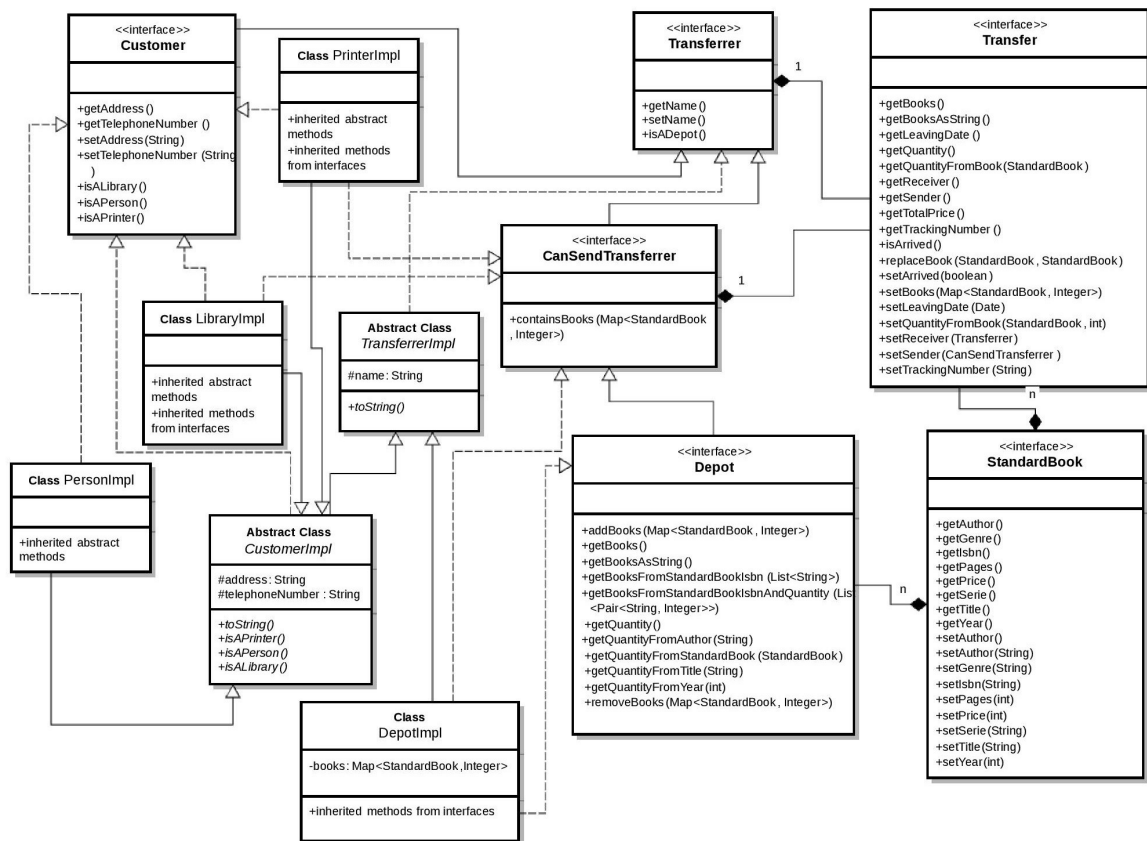 <<interface>>
Customer
+getAddress()
+getTelephoneNumber ()
+setAddress(String)
+setTelephoneNumber (String
)
+isALibrary()
+isAPerson()
+isAPrinter()
Class PrinterImpl
+inherited abstract
methods
+inherited methods
from interfaces
<<interface>>
Transferrer
+getName()
+setName()
+isADepot()
1
<<interface>>
Transfer
+getBooks()
+getBooksAsString()
+getLeavingDate ()
+getQuantity()
+getQuantityFromBook(StandardBook)
+getReceiver()
+getSender()
+getTotalPrice()
+getTrackingNumber ()
+isArrived()
+replaceBook(StandardBook, StandardBook)
+setArrived(boolean )
+setBooks(Map<StandardBook, Integer>)
+setLeavingDate (Date)
+setQuantityFromBook(StandardBook, int)
+setReceiver(Transferrer)
+setSender(CanSendTransferrer )
+setTrackingNumber (String)
n
<<interface>>
CanSendTransferrer
+containsBooks(Map<StandardBook
, Integer>)
1
Class LibraryImpl
+inherited abstract
methods
+inherited methods
from interfaces
Abstract Class
TransferrerImpl
#name: String
+toString()
Class PersonImpl
+inherited abstract
methods
Abstract Class
CustomerImpl
#address: String
#telephoneNumber : String
+toString()
+isAPrinter()
+isAPerson()
+isALibrary()
<<interface>>
Depot
+addBooks(Map<StandardBook, Integer>)
+getBooks()
+getBooksAsString()
+getBooksFromStandardBookIsbn (List<String>)
+getBooksFromStandardBookIsbnAndQuantity (List
<Pair<String, Integer>>)
+getQuantity()
+getQuantityFromAuthor(String)
+getQuantityFromStandardBook (StandardBook)
+getQuantityFromTitle(String)
+getQuantityFromYear(int)
+removeBooks(Map<StandardBook, Integer>)
n
<<interface>>
StandardBook
+getAuthor()
+getGenre()
+getIsbn()
+getPages()
+getPrice()
+getSerie()
+getTitle()
+getYear()
+setAuthor()
+setAuthor(String)
+setGenre(String)
+setIsbn(String)
+setPages(int)
+setPrice(int)
+setSerie(String)
+setTitle(String)
+setYear(int)
Class
DepotImpl
-books: Map<StandardBook,Integer>
+inherited methods from interfaces